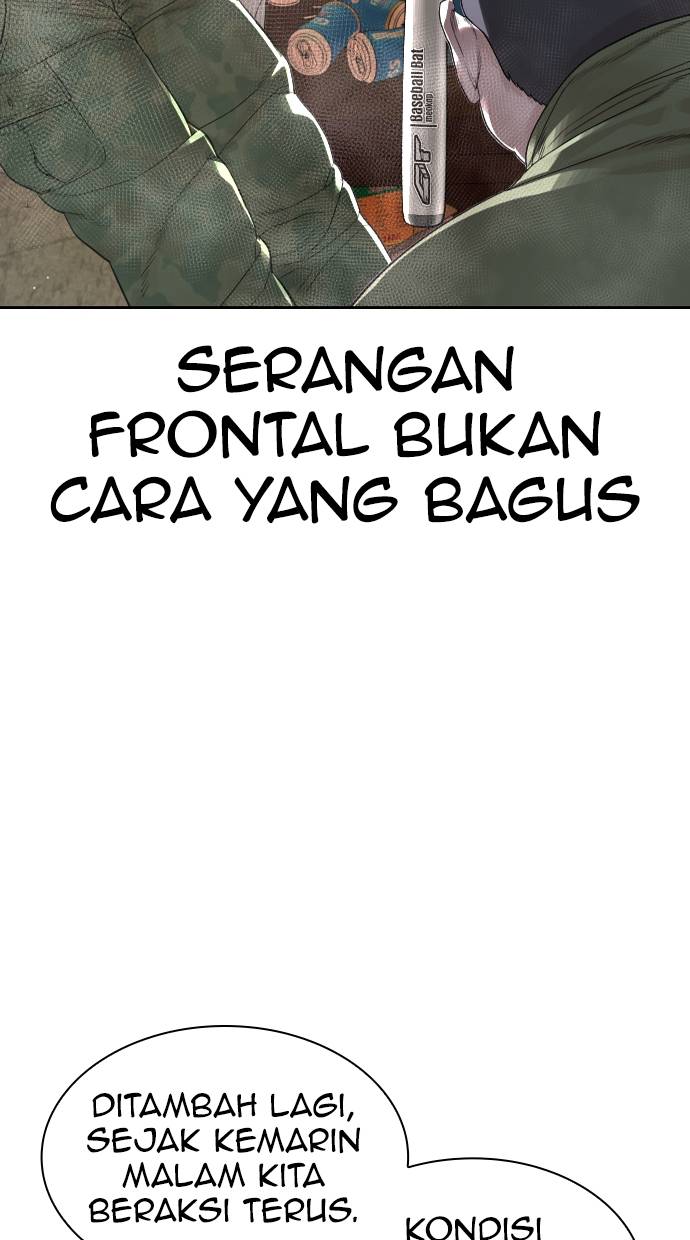 Baseball Bat
SERANGAN
FRONTAL BUKAN
CARA YANG BAGUS
DITAMBAH LAGI,
SEJAK KEMARIN
MALAM KITA
BERAKSI TERUS.
KONDISI